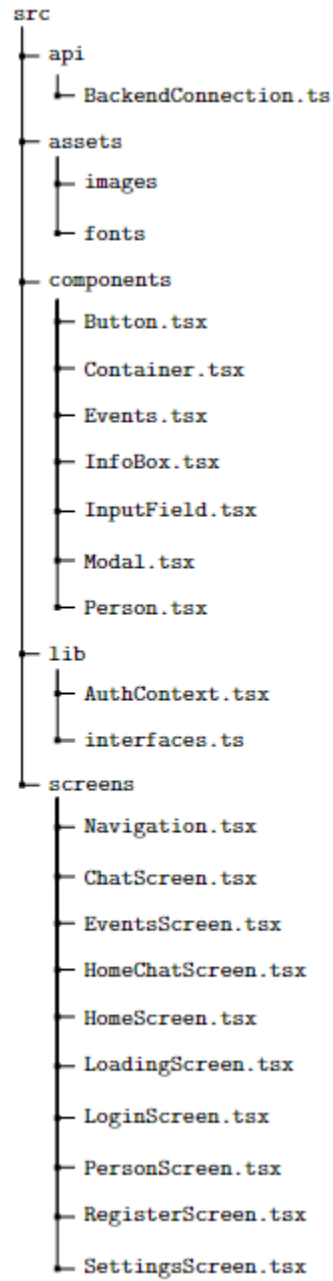 src
api
BackendConnection.ts
assets
images
fonts
components
Button.tsx
Container.tsx
Events.tsx
InfoBox.tsx
InputField.tsx
Modal.tsx
Person.tsx
lib
AuthContext.tsx
interfaces.ts
screens
Navigation.tsx
ChatScreen.tsx
EventsScreen.tsx
HomeChatScreen.tsx
HomeScreen.tsx
LoadingScreen.tsx
LoginScreen.tsx
PersonScreen.tsx
RegisterScreen.tsx
SettingsScreen.tsx